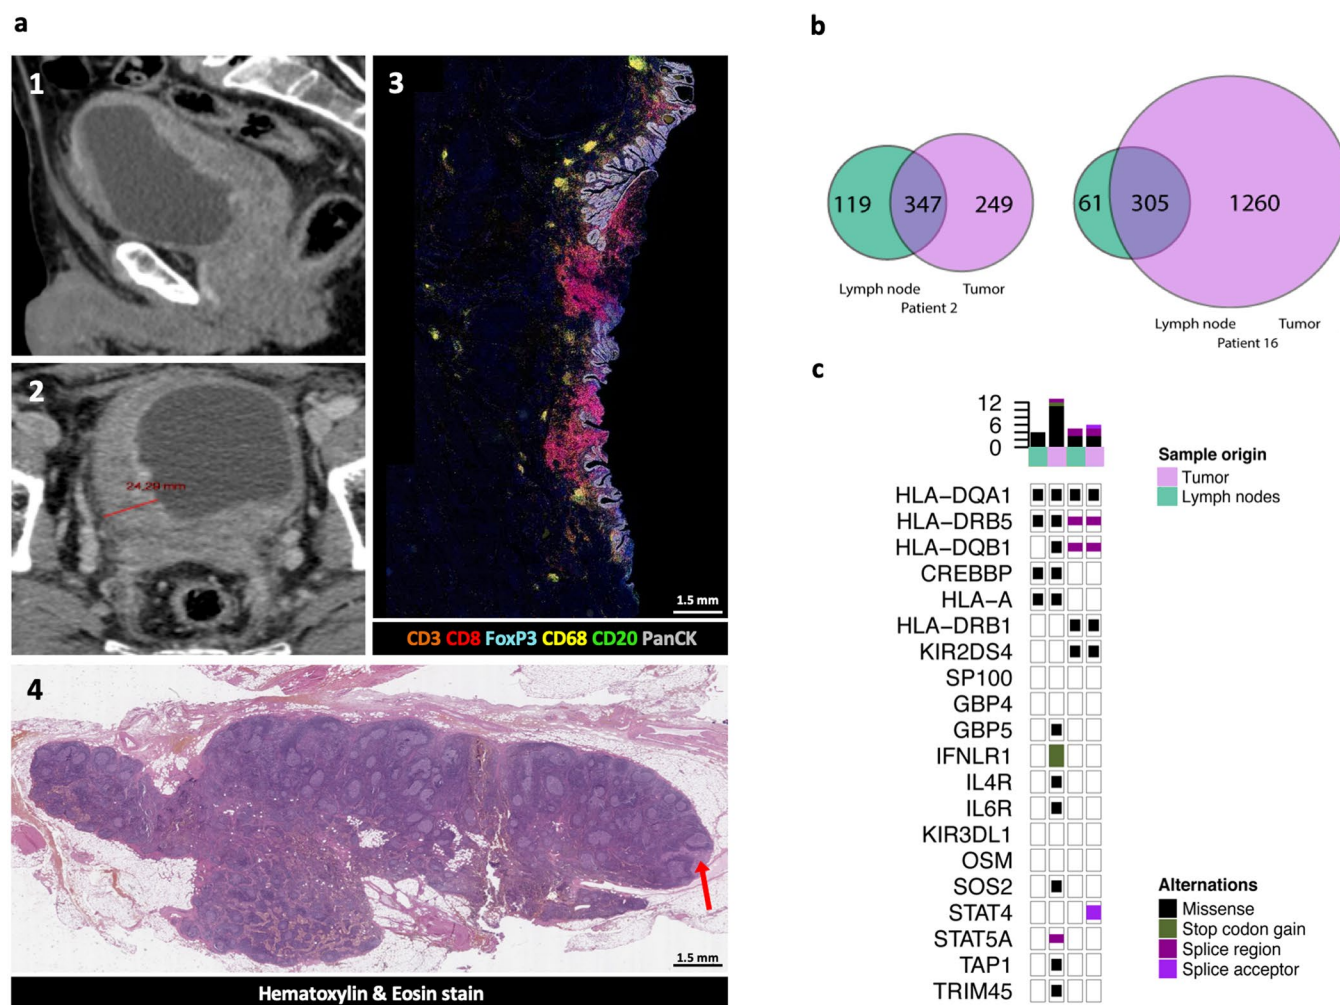 a
1
2
24,29 mm
3
1.5 mm
CD3 CD8 FoxP3 CD68 CD20 PanCK
4
1.5 mm
Hematoxylin & Eosin stain
b
119 347 249
Lymph node Tumor
Patient 2
61 305 1260
Lymph node Tumor
Patient 16
c
12
8
4
0
Sample origin
Tumor
Lymph nodes
HLA−DQA1
HLA−DRB5
HLA−DQB1
CREBBP
HLA−A
HLA−DRB1
KIR2DS4
SP100
GBP4
GBP5
IFNLR1
IL4R
IL6R
KIR3DL1
OSM
SOS2
STAT4
STAT5A
TAP1
TRIM45
Alternations
Missense
Stop codon gain
Splice region
Splice acceptor